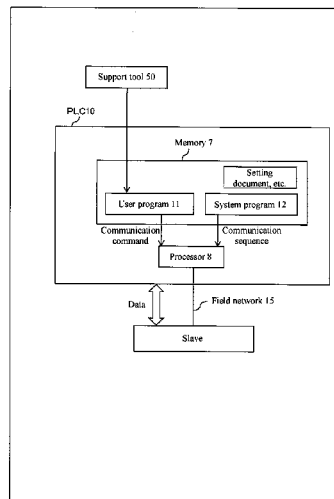 Support tool 50
PLC10
Memory 7
Setting
document, etc.
User program 11
System program 12
Communication
command
Communication
sequence
Processor 8
Data
Field network 15
Slave